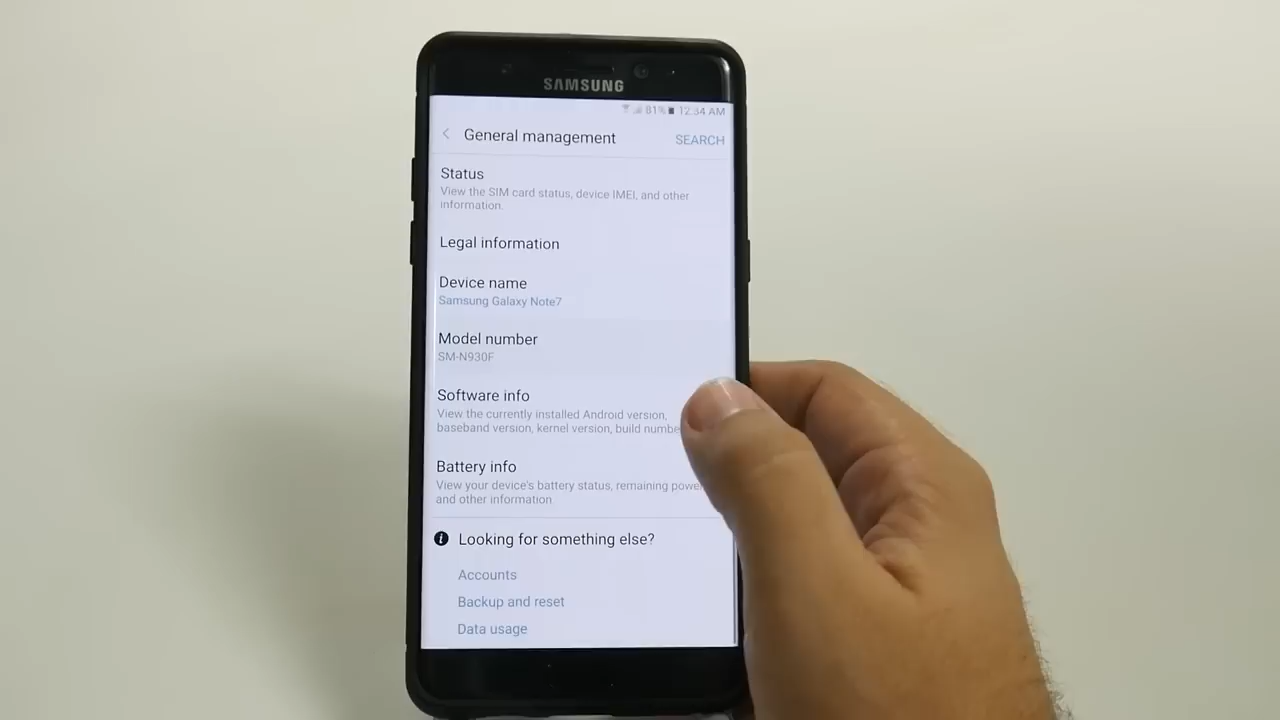 SAMSUNG
81% 12:34 AM
General management SEARCH
Status
View the SIM card status, device IMEI, and other
information.
Legal information
Device name
Samsung Galaxy Note7
Model number
SM-N930F
Software info
View the currently installed Android version,
baseband version, kernel version, build numbe
Battery info
View your device's battery status, remaining power
and other information.
Looking for something else?
Accounts
Backup and reset
Data usage